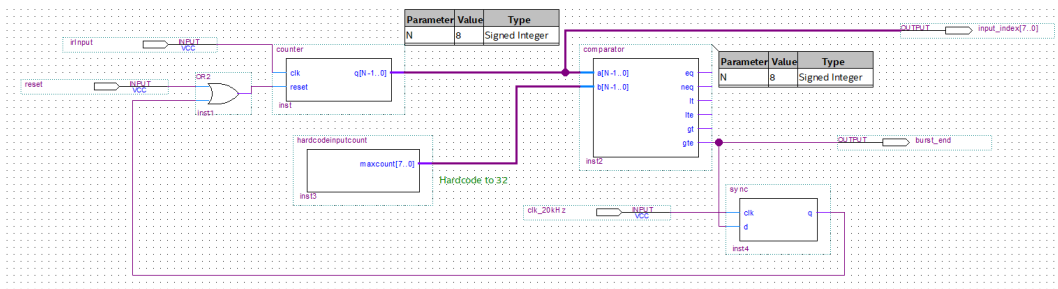 Parameter Value Type
N 8 Signed Integer
OUTPUT input_index[7..0]
irInput INPUT
VCC
counter
clk q[N-1..0]
reset
inst
comparator
a[N-1..0] eq
b[N-1..0] neq
lt
lte
gt
gte
inst2
Parameter Value Type
N 8 Signed Integer
reset INPUT
VCC
OR2
inst1
hardcodeinputcount
maxcount[7..0]
inst3
Hardcode to 32
OUTPUT burst_end
clk_20kHz INPUT
VCC
sync
clk q
d
inst4